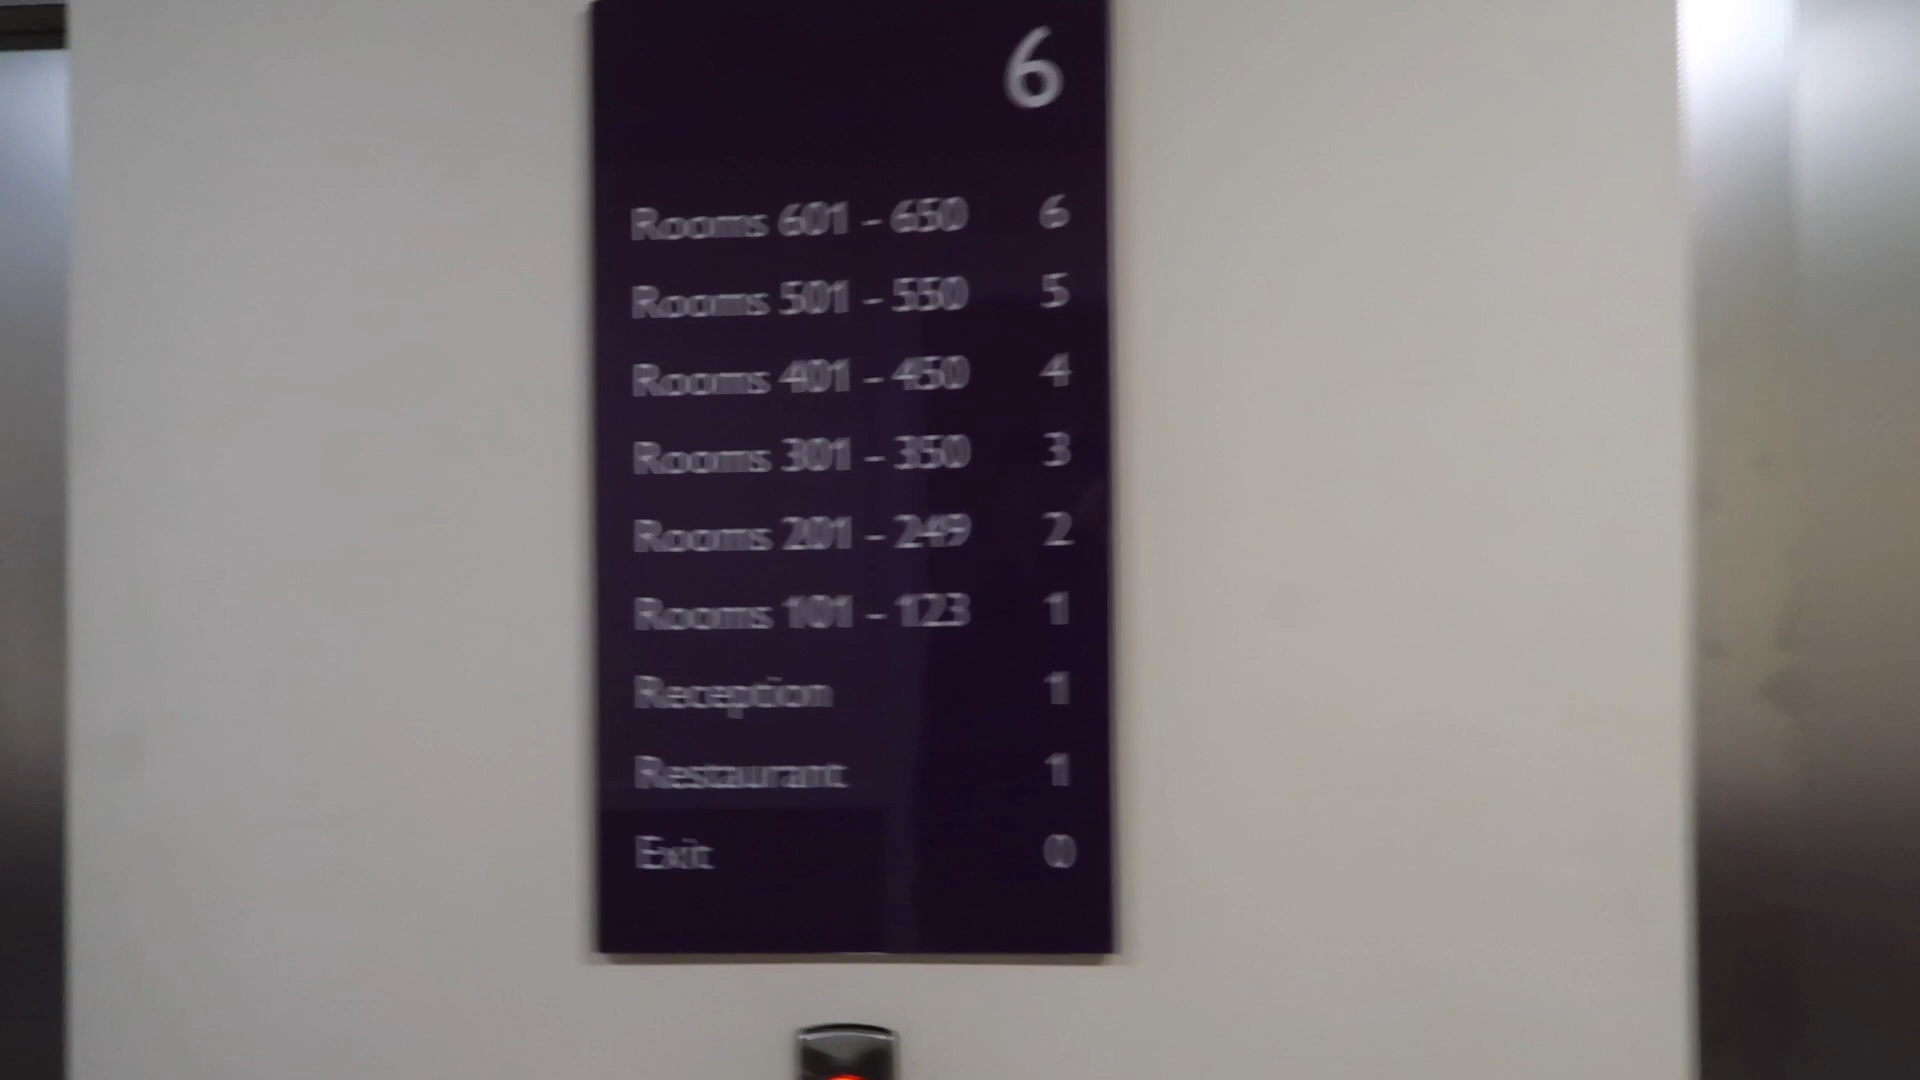 6
Rooms 601 - 650 6
Rooms 501 - 550 5
Rooms 401 - 450 4
Rooms 301 - 350 3
Rooms 201 - 249 2
Rooms 101 - 123 1
Reception 1
Restaurant 1
Exit 0